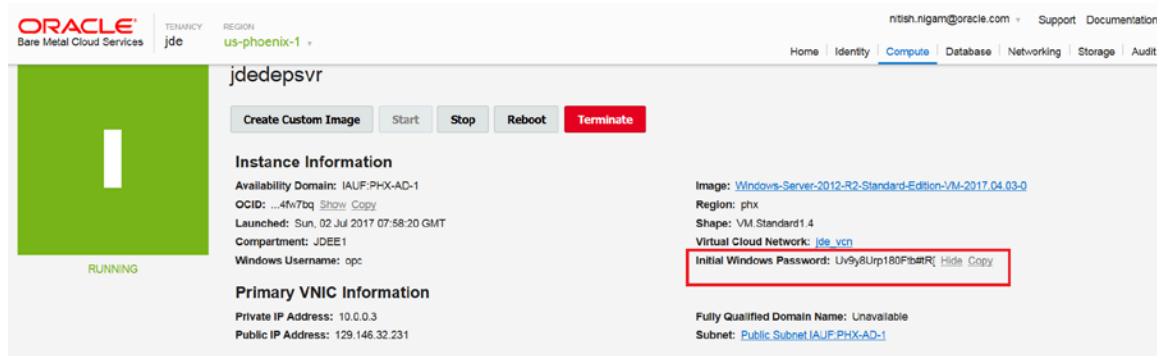 ORACLE
Bare Metal Cloud Services
TENANCY
jde
REGION
us-phoenix-1
nitish.nigam@oracle.com Support Documentation
Home Identity Compute Database Networking Storage Audit
jdedepsvr
Create Custom Image Start Stop Reboot Terminate
RUNNING
Instance Information
Availability Domain: IAUF:PHX-AD-1
OCID: ...4fw7bq Show Copy
Launched: Sun, 02 Jul 2017 07:58:20 GMT
Compartment: JDEE1
Windows Username: opc
Image: Windows-Server-2012-R2-Standard-Edition-VM-2017.04.03-0
Region: phx
Shape: VM.Standard1.4
Virtual Cloud Network: jde_vcn
Initial Windows Password: Hide Copy
Primary VNIC Information
Private IP Address: 10.0.0.3
Public IP Address: 129.146.32.231
Fully Qualified Domain Name: Unavailable
Subnet: Public Subnet IAUF:PHX-AD-1